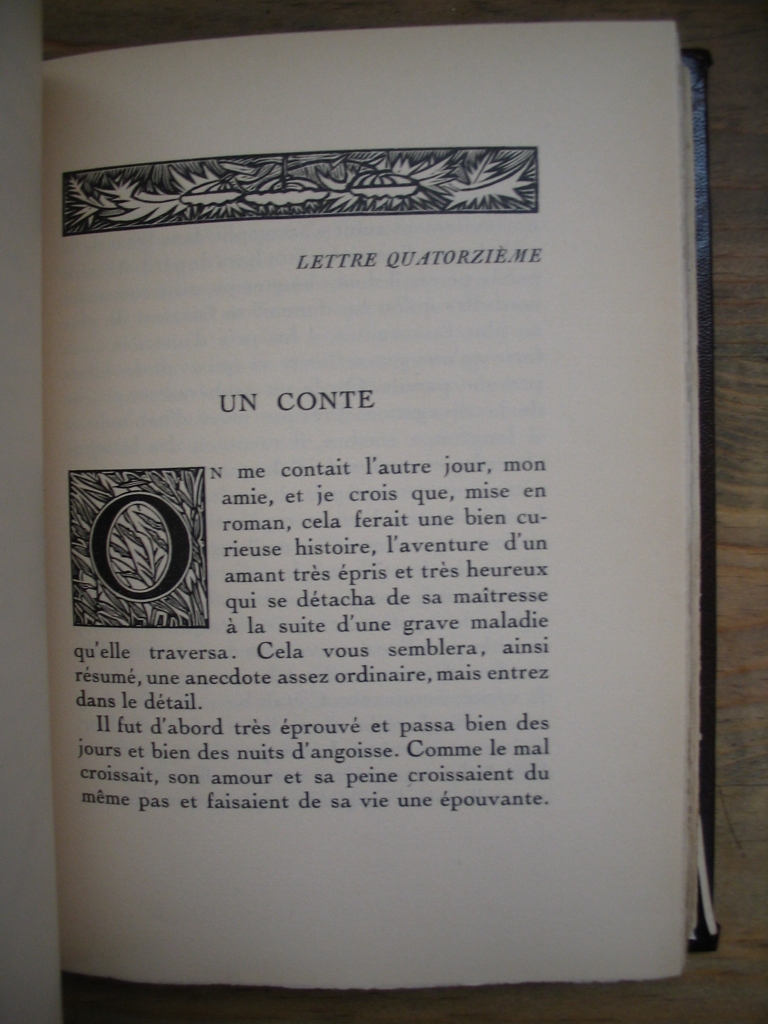 LETTRE QUATORZIÈME
UN CONTE
ON me contait l'autre jour, mon
amie, et je crois que, mise en
roman, cela ferait une bien cu-
rieuse histoire, l'aventure d'un
amant très épris et très heureux
qui se détacha de sa maîtresse
à la suite d'une grave maladie
qu'elle traversa. Cela vous semblera, ainsi
résumé, une anecdote assez ordinaire, mais entrez
dans le détail.
Il fut d'abord très éprouvé et passa bien des
jours et bien des nuits d'angoisse. Comme le mal
croissait, son amour et sa peine croissaient du
même pas et faisaient de sa vie une épouvante.